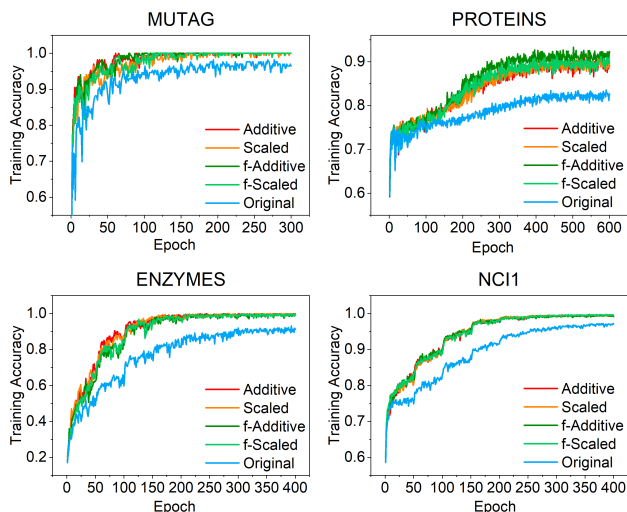 MUTAG
1.0
0.9
0.8
0.7
0.6
Training Accuracy
Additive
Scaled
f-Additive
f-Scaled
Original
0 50 100 150 200 250 300
Epoch
PROTEINS
0.9
0.8
0.7
0.6
Training Accuracy
Additive
Scaled
f-Additive
f-Scaled
Original
0 100 200 300 400 500 600
Epoch
ENZYMES
1.0
0.8
0.6
0.4
0.2
Training Accuracy
Additive
Scaled
f-Additive
f-Scaled
Original
0 50 100 150 200 250 300 350 400
Epoch
NCI1
1.0
0.9
0.8
0.7
0.6
Training Accuracy
Additive
Scaled
f-Additive
f-Scaled
Original
0 50 100 150 200 250 300 350 400
Epoch